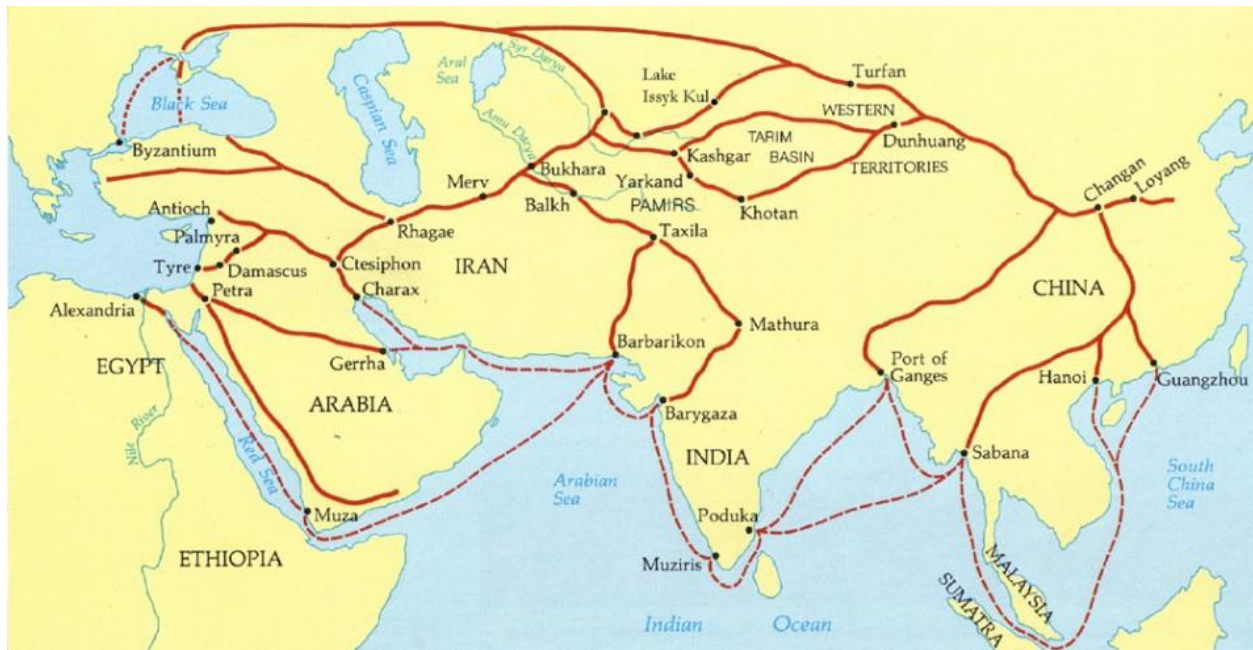 Black Sea
Byzantium
Caspian Sea
Aral
Sea
Syr Darya
Amu Darya
Lake
Issyk Kul
Turfan
WESTERN
TERRITORIES
Dunhuang
TARIM
BASIN
Kashgar
Yarkand
PAMIRS
Khotan
Bukhara
Merv
Balkh
Taxila
Changan
Loyang
Antioch
Palmyra
Tyre
Damascus
Rhagae
Ctesiphon
IRAN
Charax
Petra
Alexandria
EGYPT
Gerrha
ARABIA
Nile River
Red Sea
Muza
ETHIOPIA
Barbarikon
Mathura
Barygaza
INDIA
Arabian
Sea
Poduka
Muziris
Port of
Ganges
CHINA
Hanoi
Guangzhou
Sabana
South
China
Sea
MALAYSIA
SUMATRA
Indian Ocean